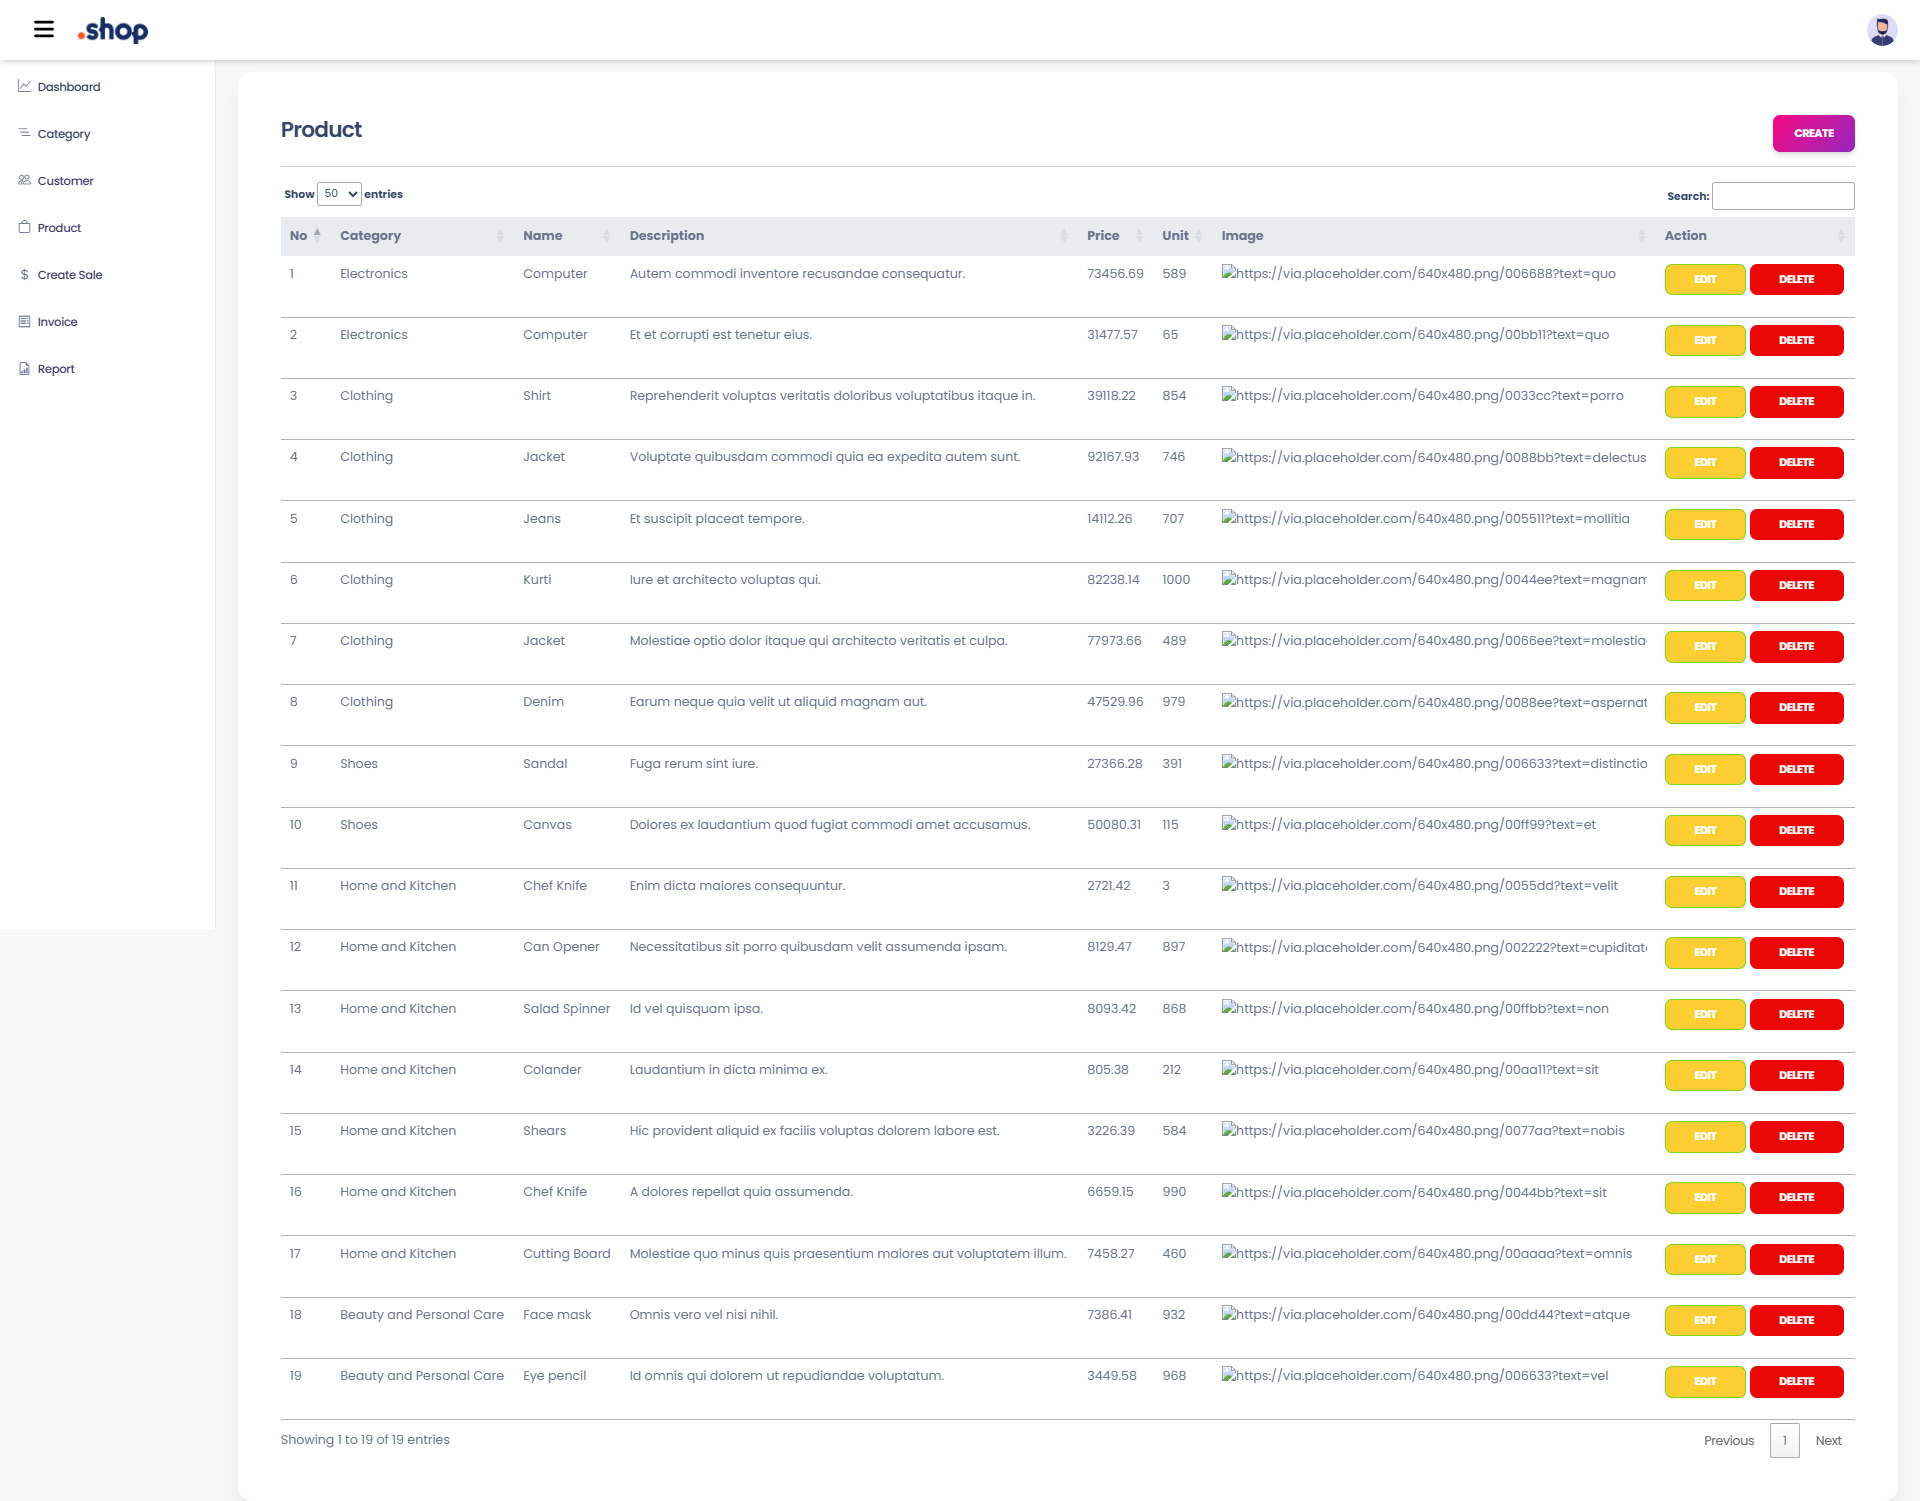 .shop
Dashboard
Category
Customer
Product
Create Sale
Invoice
Report
Product
CREATE
Show 50 entries
Search:
No Category Name Description Price Unit Image Action
1 Electronics Computer Autem commodi inventore recusandae consequatur. 73456.69 589 https://via.placeholder.com/640x480.png/006688?text=quo EDIT DELETE
2 Electronics Computer Et et corrupti est tenetur eius. 31477.57 65 https://via.placeholder.com/640x480.png/00bb11?text=quo EDIT DELETE
3 Clothing Shirt Reprehenderit voluptas veritatis doloribus voluptatibus itaque in. 39118.22 854 https://via.placeholder.com/640x480.png/0033cc?text=porro EDIT DELETE
4 Clothing Jacket Voluptate quibusdam commodi quia ea expedita autem sunt. 92167.93 746 https://via.placeholder.com/640x480.png/0088bb?text=delectus EDIT DELETE
5 Clothing Jeans Et suscipit placeat tempore. 14112.26 707 https://via.placeholder.com/640x480.png/005511?text=mollitia EDIT DELETE
6 Clothing Kurti Iure et architecto voluptas qui. 82238.14 1000 https://via.placeholder.com/640x480.png/0044ee?text=magnam EDIT DELETE
7 Clothing Jacket Molestiae optio dolor itaque qui architecto veritatis et culpa. 77973.66 489 https://via.placeholder.com/640x480.png/0066ee?text=molestiae EDIT DELETE
8 Clothing Denim Earum neque quia velit ut aliquid magnam aut. 47529.96 979 https://via.placeholder.com/640x480.png/0088ee?text=aspernat EDIT DELETE
9 Shoes Sandal Fuga rerum sint iure. 27366.28 391 https://via.placeholder.com/640x480.png/006633?text=distinctio EDIT DELETE
10 Shoes Canvas Dolores ex laudantium quod fugiat commodi amet accusamus. 50080.31 115 https://via.placeholder.com/640x480.png/00ff99?text=et EDIT DELETE
11 Home and Kitchen Chef Knife Enim dicta maiores consequuntur. 2721.42 3 https://via.placeholder.com/640x480.png/0055dd?text=velit EDIT DELETE
12 Home and Kitchen Can Opener Necessitatibus sit porro quibusdam velit assumenda ipsam. 8129.47 897 https://via.placeholder.com/640x480.png/002222?text=cupiditate EDIT DELETE
13 Home and Kitchen Salad Spinner Id vel quisquam ipsa. 8093.42 868 https://via.placeholder.com/640x480.png/00ffbb?text=non EDIT DELETE
14 Home and Kitchen Colander Laudantium in dicta minima ex. 805.38 212 https://via.placeholder.com/640x480.png/00aa11?text=sit EDIT DELETE
15 Home and Kitchen Shears Hic provident aliquid ex facilis voluptas dolorem labore est. 3226.39 584 https://via.placeholder.com/640x480.png/0077aa?text=nobis EDIT DELETE
16 Home and Kitchen Chef Knife A dolores repellat quia assumenda. 6659.15 990 https://via.placeholder.com/640x480.png/0044bb?text=sit EDIT DELETE
17 Home and Kitchen Cutting Board Molestiae quo minus quis praesentium maiores aut voluptatem illum. 7458.27 460 https://via.placeholder.com/640x480.png/00aaaa?text=omnis EDIT DELETE
18 Beauty and Personal Care Face mask Omnis vero vel nisi nihil. 7386.41 932 https://via.placeholder.com/640x480.png/00dd44?text=atque EDIT DELETE
19 Beauty and Personal Care Eye pencil Id omnis qui dolorem ut repudiandae voluptatum. 3449.58 968 https://via.placeholder.com/640x480.png/006633?text=vel EDIT DELETE
Showing 1 to 19 of 19 entries
Previous 1 Next